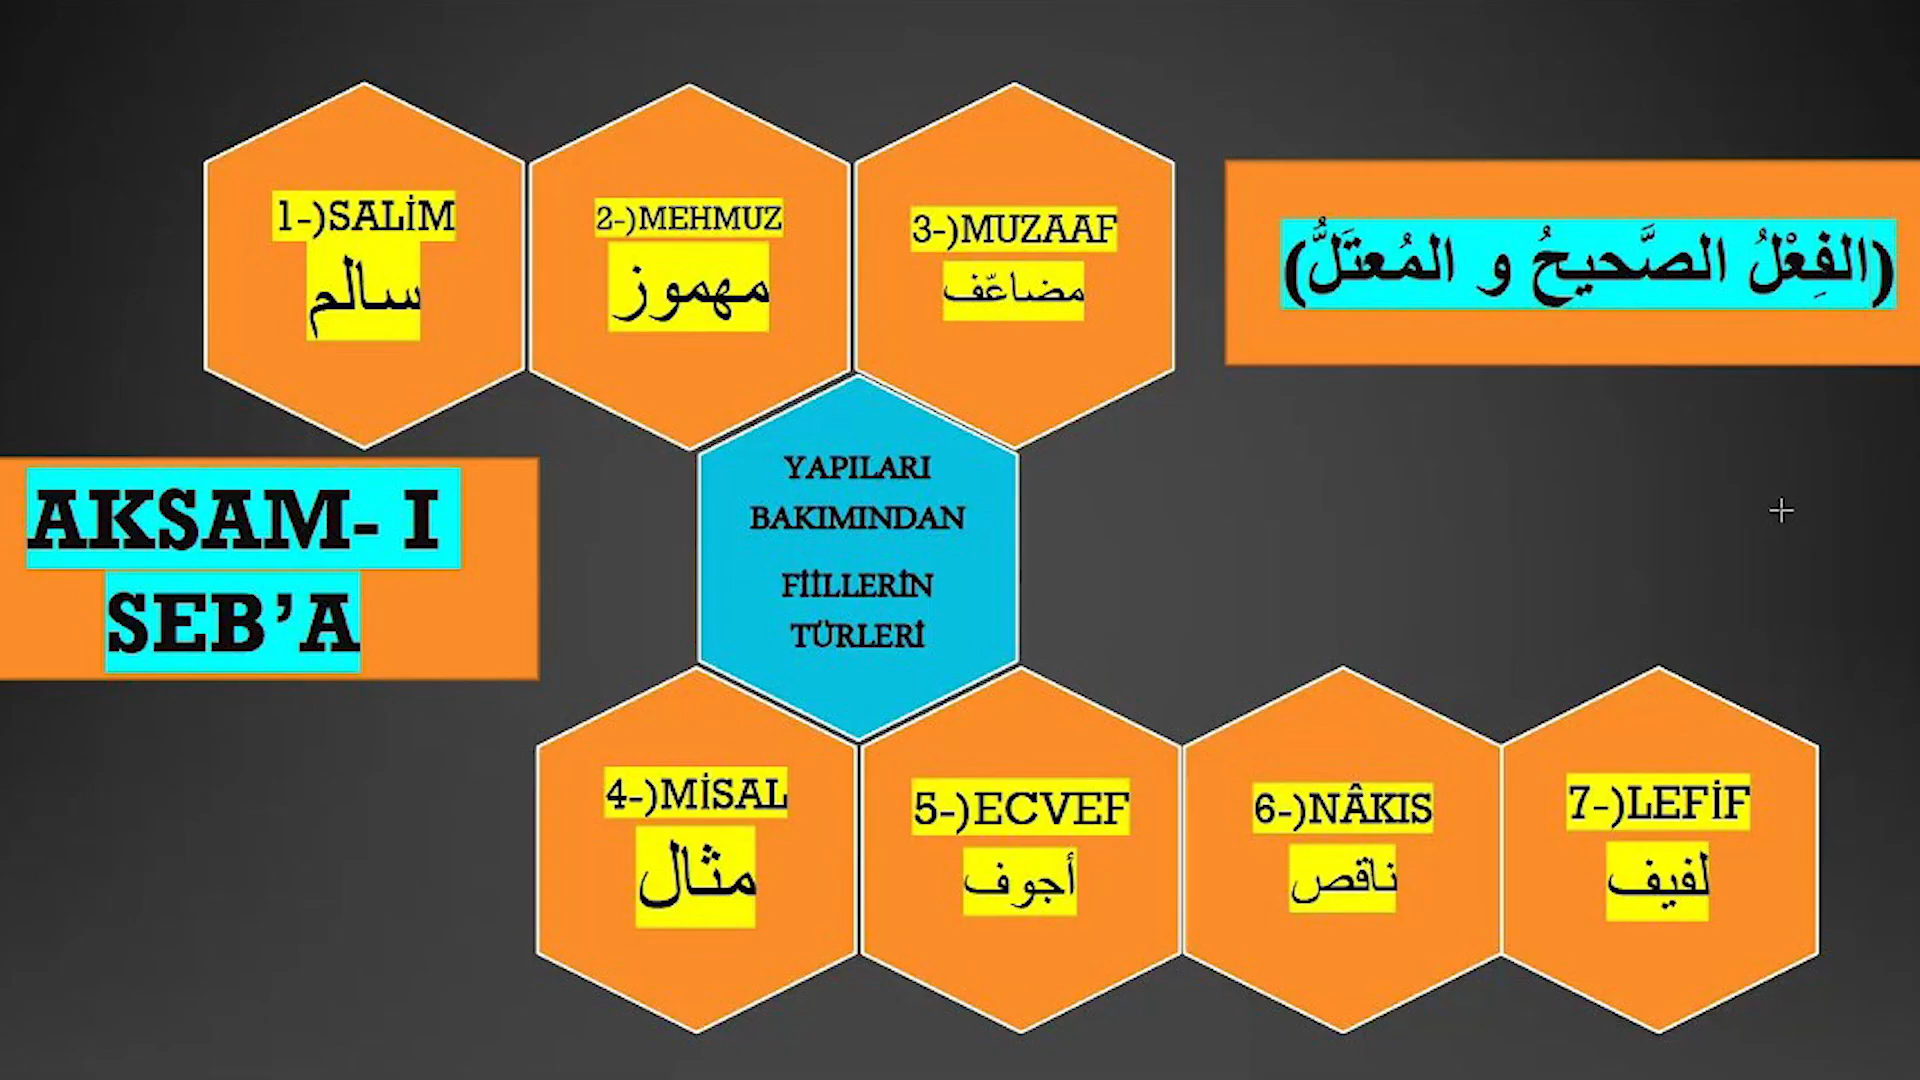 1-)SALİM
سالم
2-)MEHMUZ
مهموز
3-)MUZAAF
مضاعّف
(الفِعْلُ الصَّحيحُ و المُعتَلُّ)
AKSAM- I
SEB’A
YAPILARI
BAKIMINDAN
FİİLLERİN
TÜRLERİ
4-)MİSAL
مثال
5-)ECVEF
أجوف
6-)NÂKIS
ناقص
7-)LEFİF
لفيف